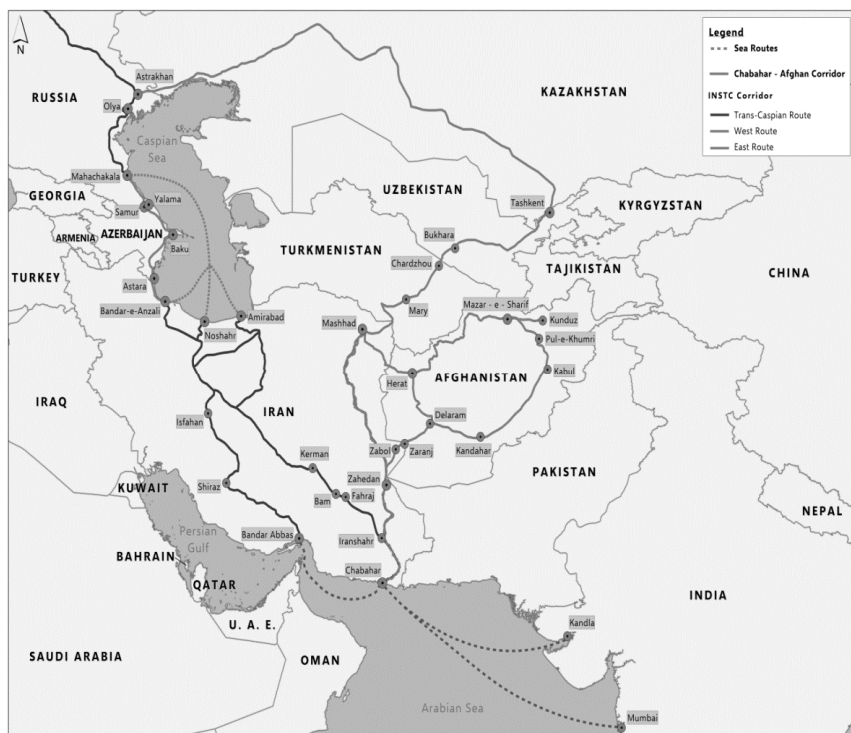 N
Legend
Sea Routes
Chabahar - Afghan Corridor
INSTC Corridor
Trans-Caspian Route
West Route
East Route
Astrakhan
RUSSIA
KAZAKHSTAN
Olya
Caspian
Sea
Mahachakala
GEORGIA
Yalama
Samur
UZBEKISTAN
Tashkent
KYRGYZSTAN
ARMENIA
AZERBAIJAN
Baku
TURKMENISTAN
Bukhara
Chardzhou
TAJIKISTAN
CHINA
TURKEY
Astara
Bandar-e-Anzali
Noshahr
Amirabad
Mary
Mashhad
Mazar - e - Sharif
Kunduz
Pul-e-Khumri
Kabul
Herat
AFGHANISTAN
IRAQ
IRAN
Isfahan
Delaram
Zabol
Zaranj
Kandahar
Kerman
Zahedan
PAKISTAN
KUWAIT
Shiraz
Bam
Fahraj
NEPAL
Persian
Gulf
Bandar Abbas
Iranshahr
BAHRAIN
QATAR
Chabahar
INDIA
U. A. E.
Kandla
SAUDI ARABIA
OMAN
Arabian Sea
Mumbai